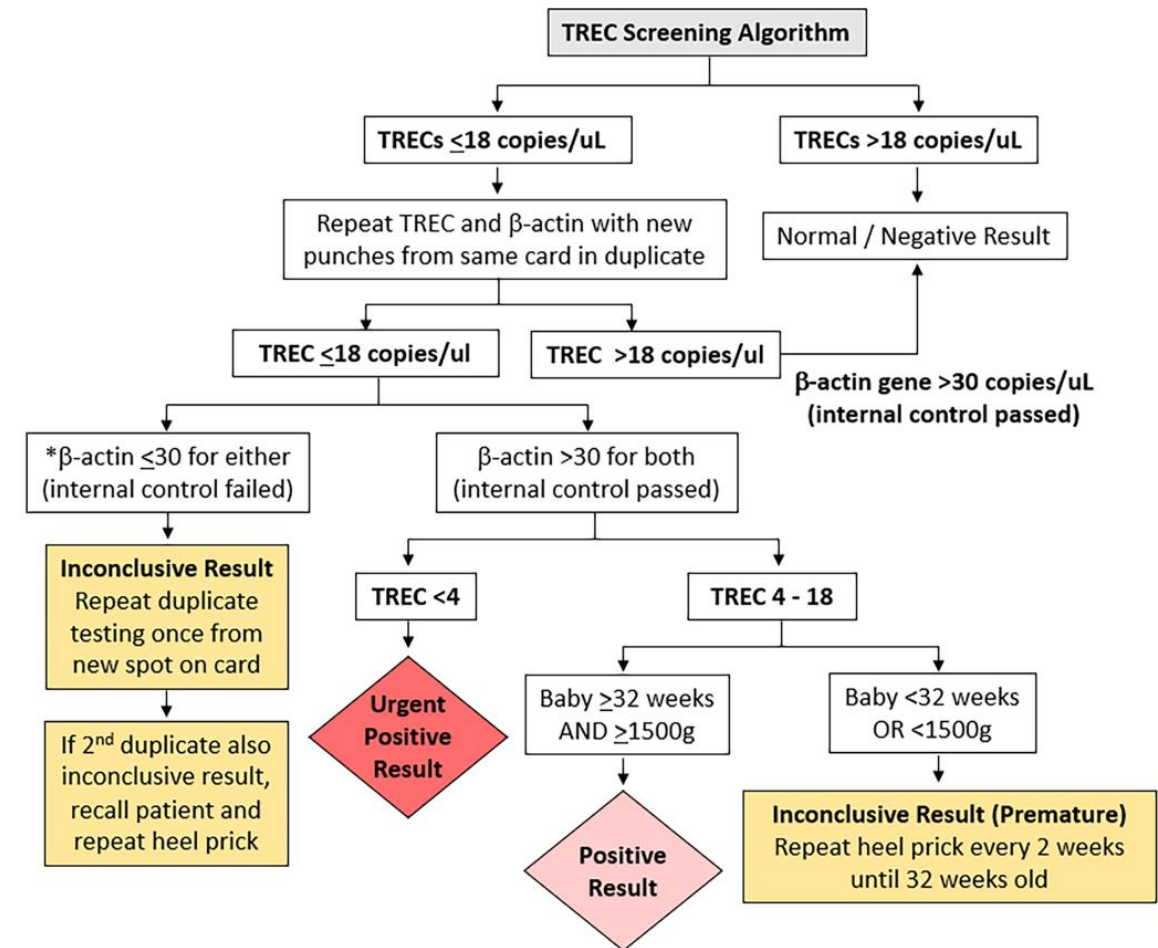 TREC Screening Algorithm
TRECs ≤18 copies/uL
TRECs >18 copies/uL
Repeat TREC and β-actin with new
punches from same card in duplicate
Normal / Negative Result
TREC ≤18 copies/ul
TREC >18 copies/ul
β-actin gene >30 copies/uL
(internal control passed)
*β-actin ≤30 for either
(internal control failed)
β-actin >30 for both
(internal control passed)
Inconclusive Result
Repeat duplicate
testing once from
new spot on card
TREC <4
TREC 4 - 18
If 2nd duplicate also
inconclusive result,
recall patient and
repeat heel prick
Urgent
Positive
Result
Baby ≥32 weeks
AND ≥1500g
Baby <32 weeks
OR <1500g
Positive
Result
Inconclusive Result (Premature)
Repeat heel prick every 2 weeks
until 32 weeks old